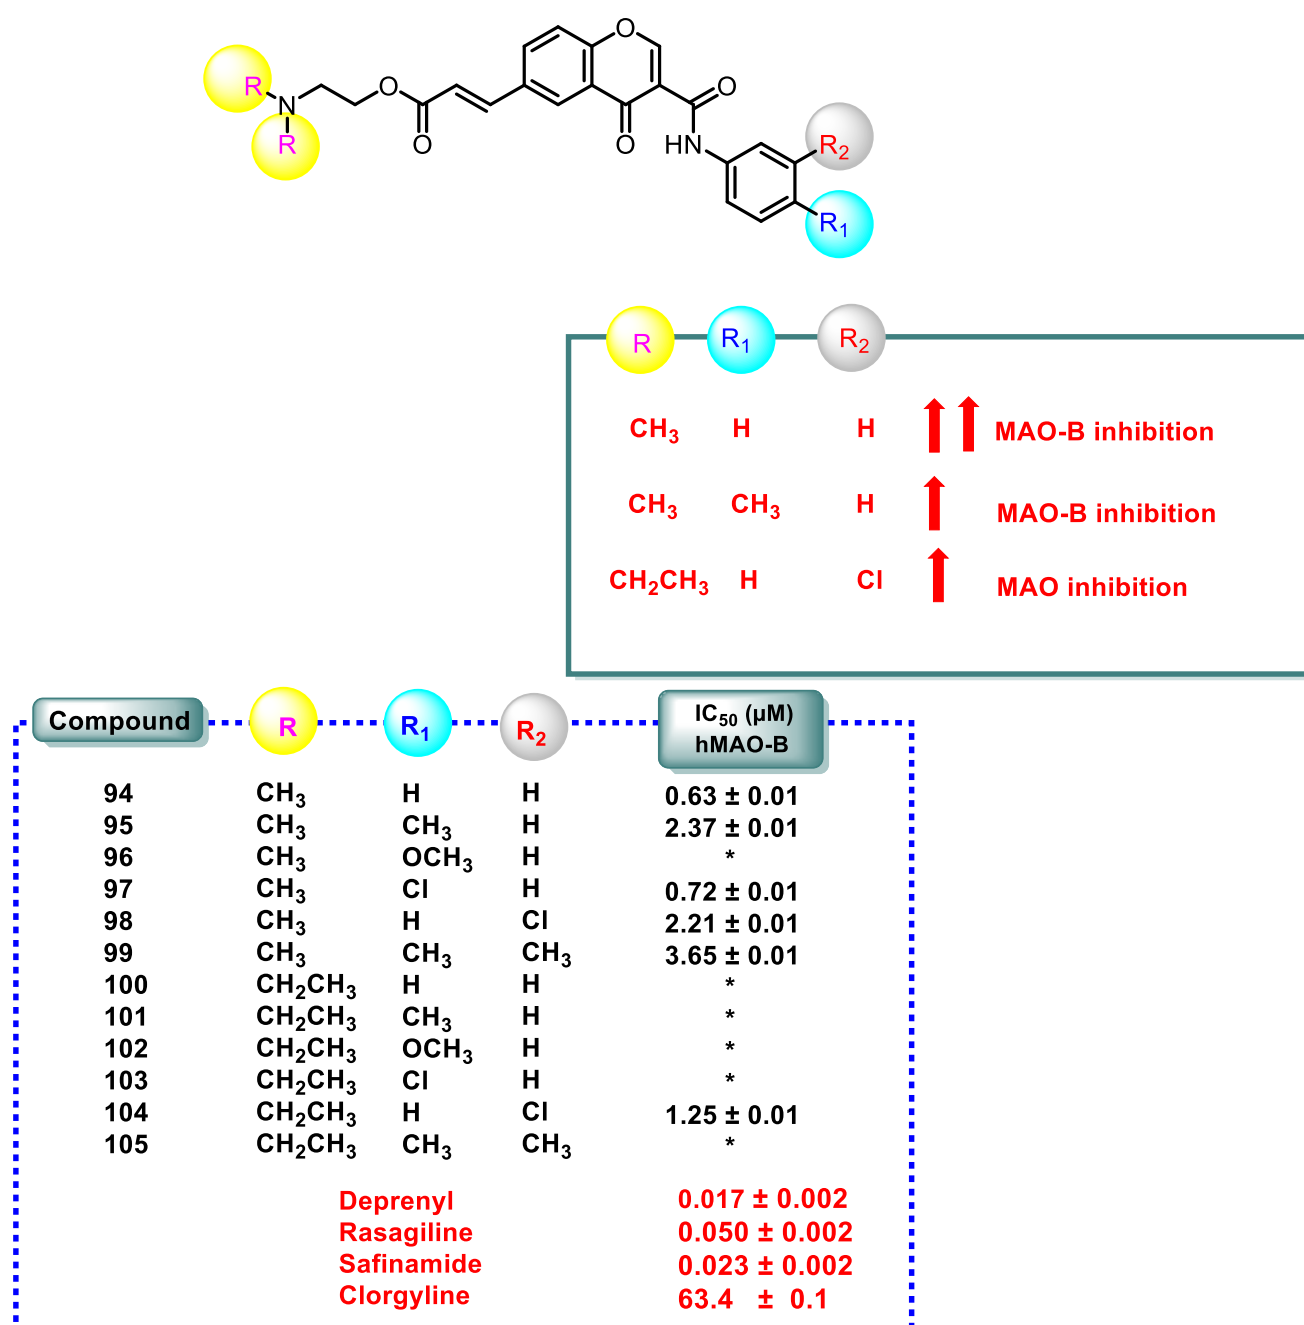 O
R
N
R
O
O
O
O
HN
R2
R1
R R1 R2
CH3 H H MAO-B inhibition
CH3 CH3 H MAO-B inhibition
CH2CH3 H Cl MAO inhibition
Compound R R1 R2 IC50 (µM)
hMAO-B
94 CH3 H H 0.63 ± 0.01
95 CH3 CH3 H 2.37 ± 0.01
96 CH3 OCH3 H *
97 CH3 Cl H 0.72 ± 0.01
98 CH3 H Cl 2.21 ± 0.01
99 CH3 CH3 CH3 3.65 ± 0.01
100 CH2CH3 H H *
101 CH2CH3 CH3 H *
102 CH2CH3 OCH3 H *
103 CH2CH3 Cl H *
104 CH2CH3 H Cl 1.25 ± 0.01
105 CH2CH3 CH3 CH3 *
Deprenyl 0.017 ± 0.002
Rasagiline 0.050 ± 0.002
Safinamide 0.023 ± 0.002
Clorgyline 63.4 ± 0.1